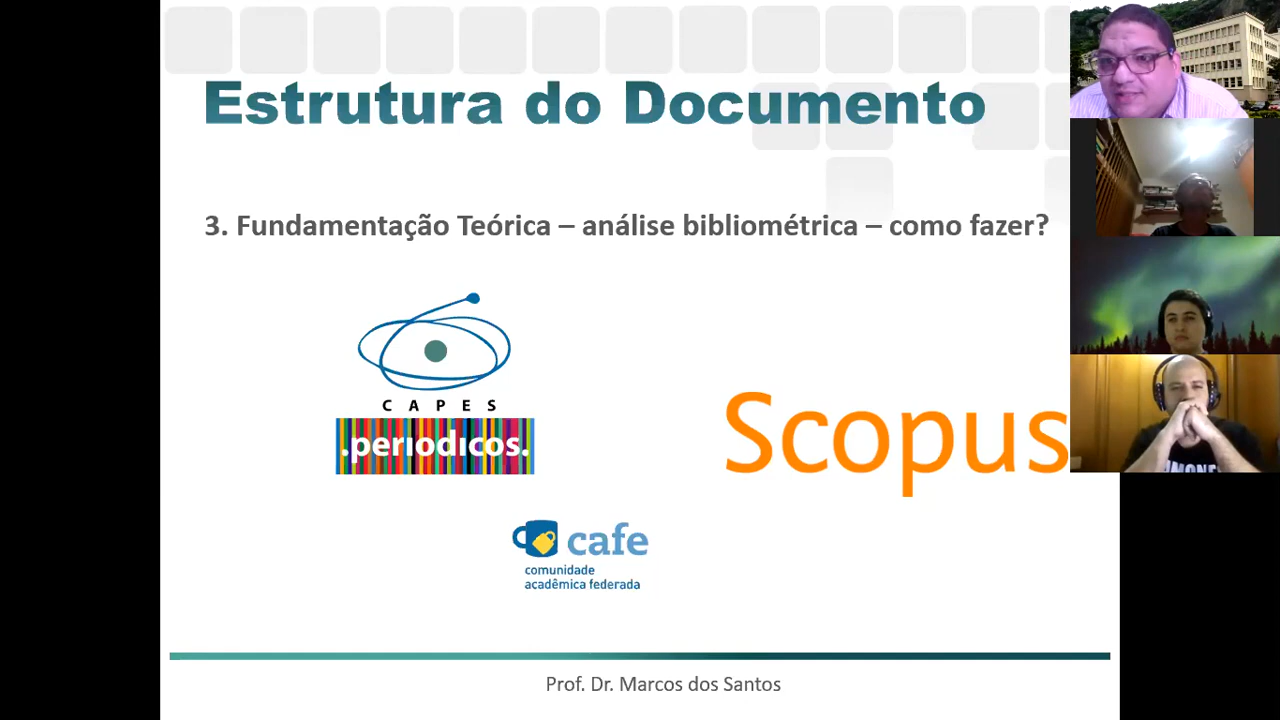 Estrutura do Documento
3. Fundamentação Teórica – análise bibliométrica – como fazer?
CAPES
.periodicos.
Scopus
cafe
comunidade
acadêmica federada
Prof. Dr. Marcos dos Santos